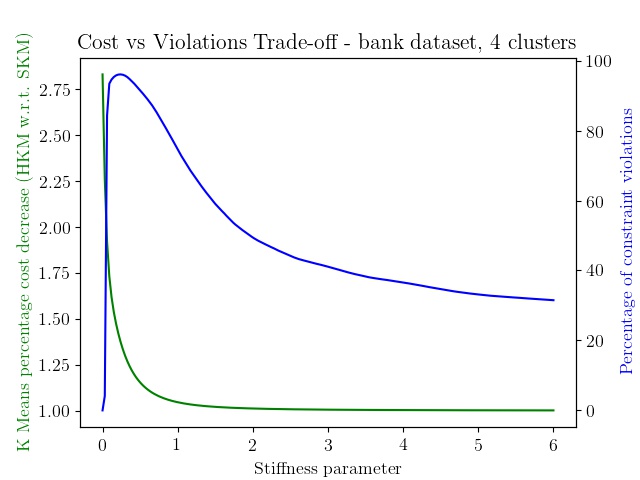 Cost vs Violations Trade-off - bank dataset, 4 clusters
K Means percentage cost decrease (HKM w.r.t. SKM)
2.75
2.50
2.25
2.00
1.75
1.50
1.25
1.00
100
80
60
40
20
0
Percentage of constraint violations
0 1 2 3 4 5 6
Stiffness parameter